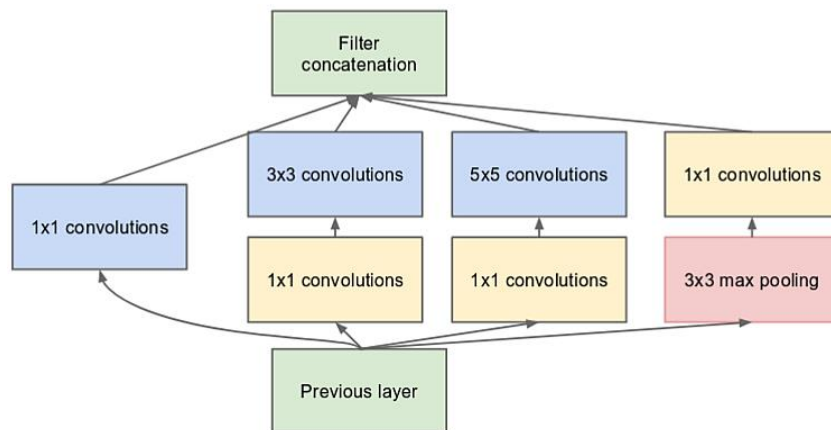 Filter
concatenation
3x3 convolutions
5x5 convolutions
1x1 convolutions
1x1 convolutions
1x1 convolutions
1x1 convolutions
3x3 max pooling
Previous layer